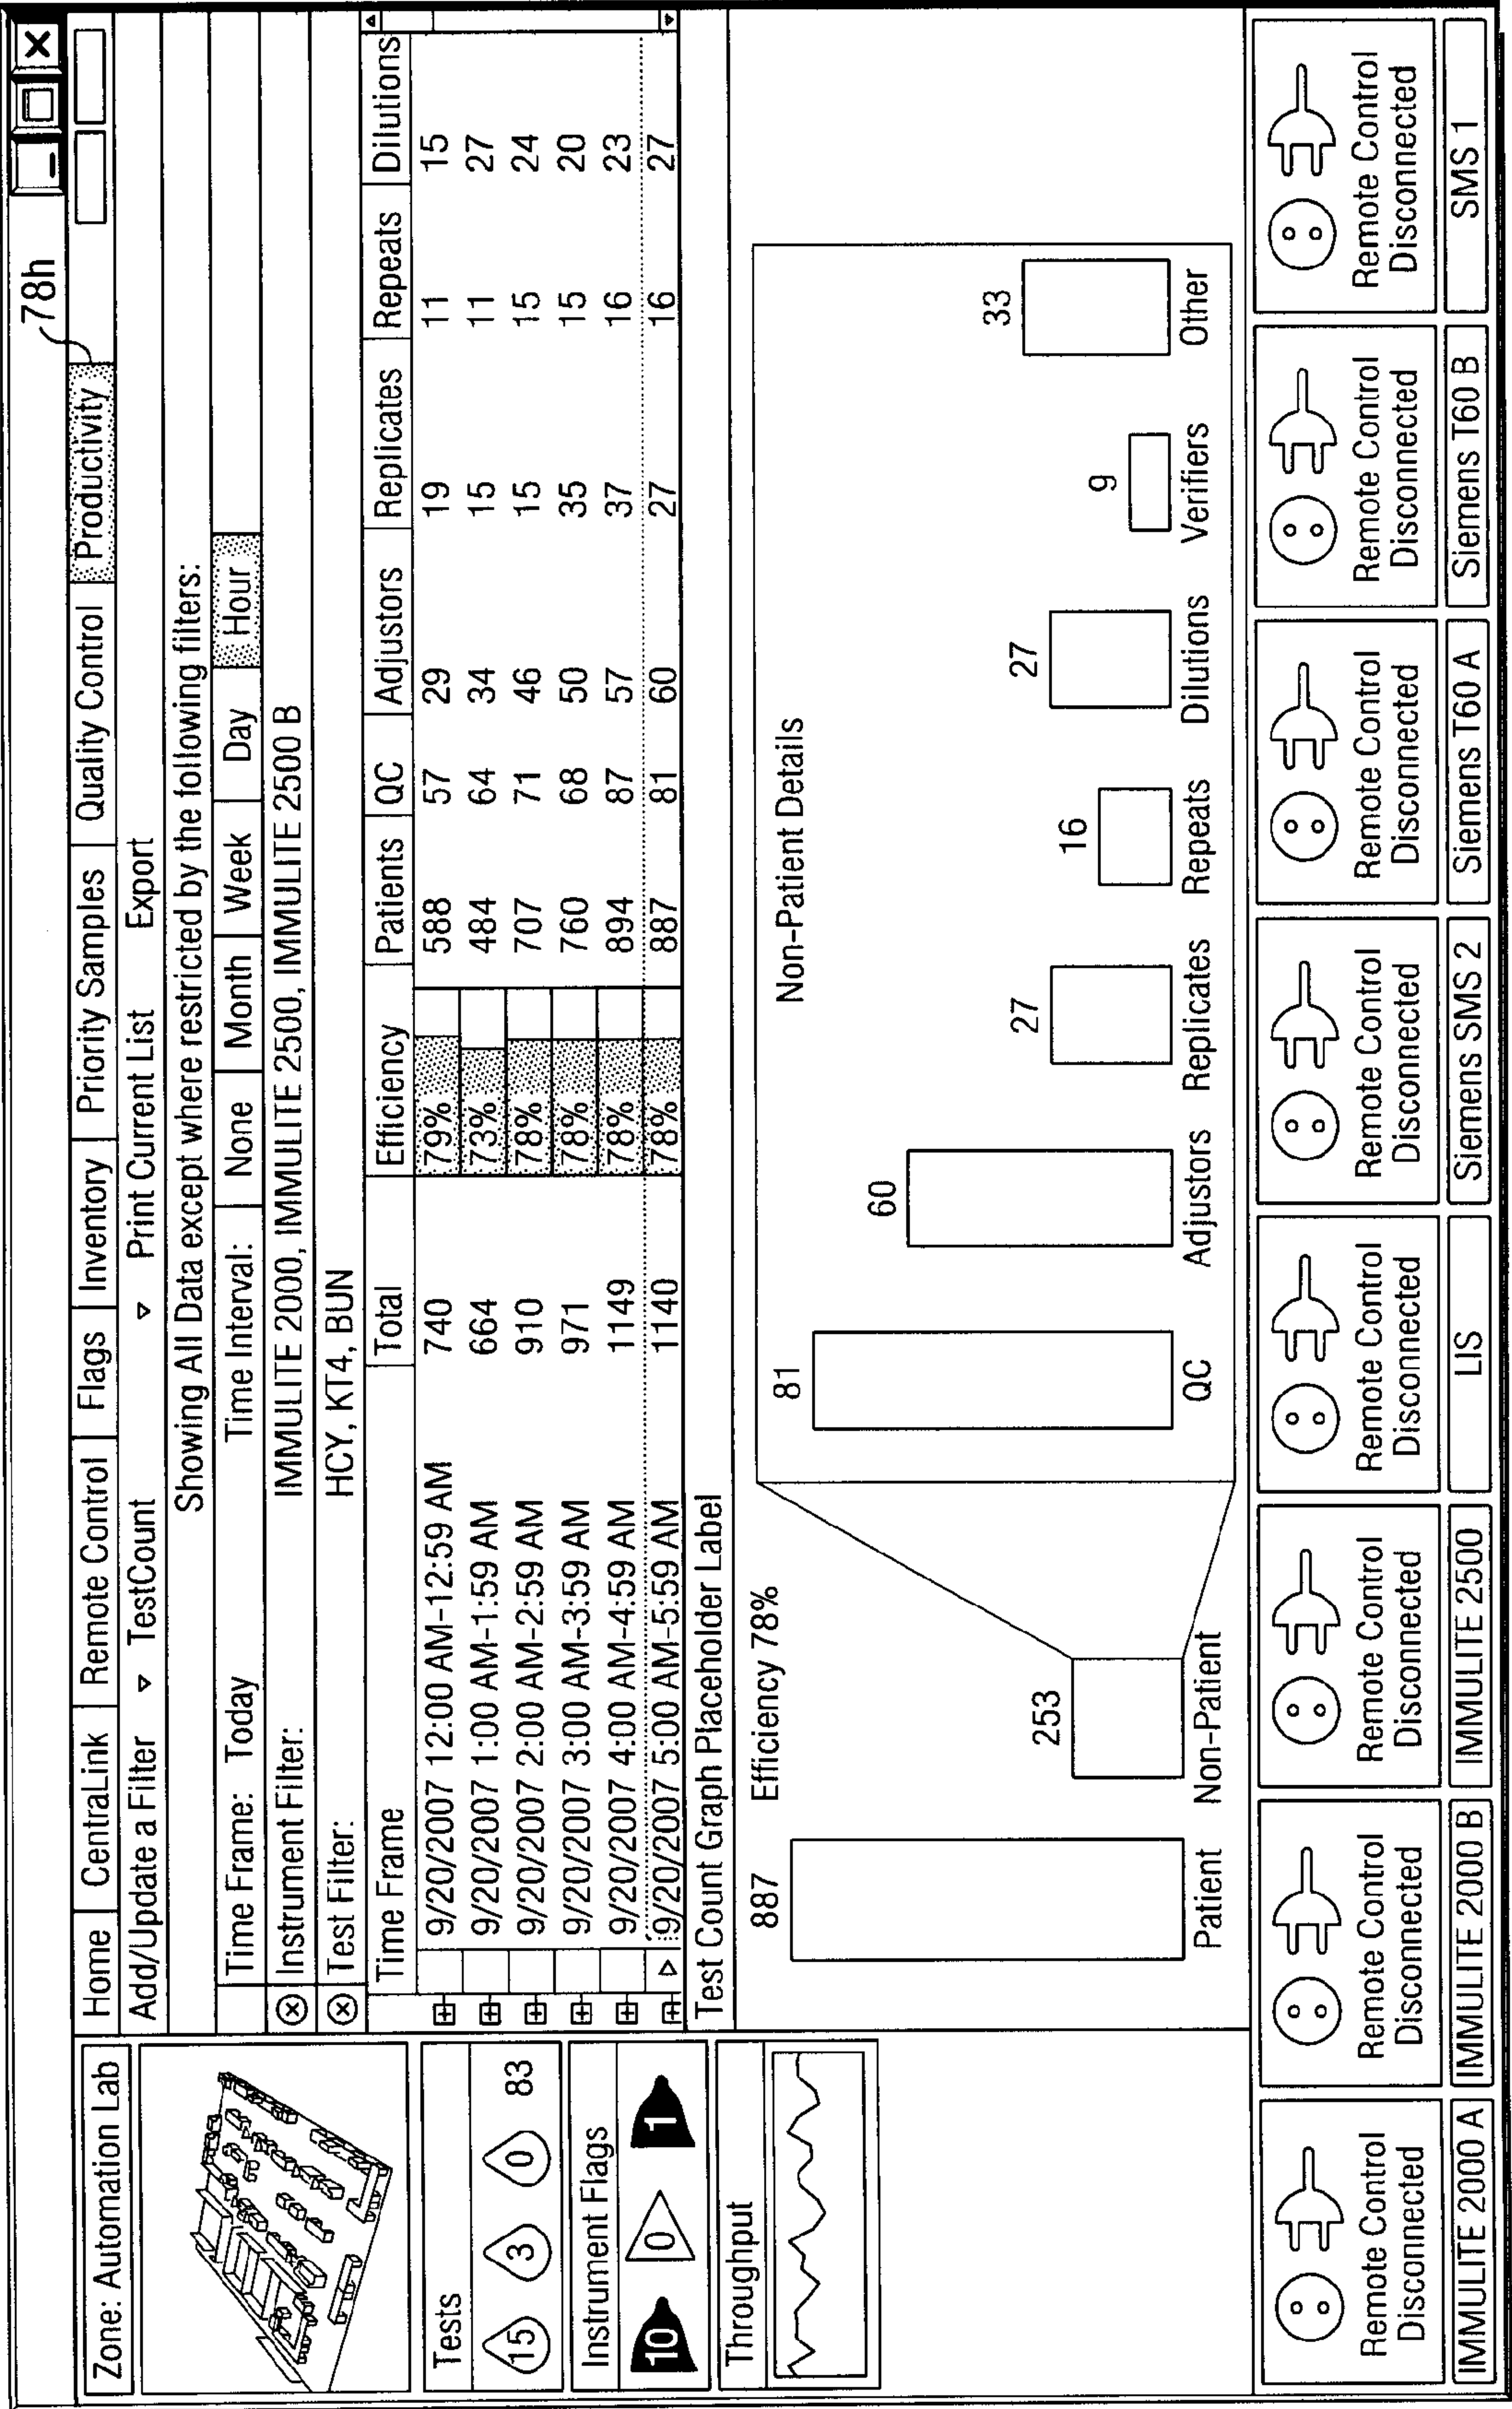 78h
Zone: Automation Lab
Home CentraLink Remote Control Flags Inventory Priority Samples Quality Control Productivity
Add/Update a Filter TestCount Print Current List Export
Showing All Data except where restricted by the following filters:
Time Frame: Today Time Interval: None Month Week Day Hour
Instrument Filter: IMMULITE 2000, IMMULITE 2500, IMMULITE 2500 B
Test Filter: HCY, KT4, BUN
Time Frame Total Efficiency Patients QC Adjustors Replicates Repeats Dilutions
9/20/2007 12:00 AM-12:59 AM 740 79% 588 57 29 19 11 15
9/20/2007 1:00 AM-1:59 AM 664 73% 484 64 34 15 11 27
9/20/2007 2:00 AM-2:59 AM 910 78% 707 71 46 15 15 24
9/20/2007 3:00 AM-3:59 AM 971 78% 760 68 50 35 15 20
9/20/2007 4:00 AM-4:59 AM 1149 78% 894 87 57 37 16 23
9/20/2007 5:00 AM-5:59 AM 1140 78% 887 81 60 27 16 27
Tests
15 3 0 83
Instrument Flags
10 0 1
Throughput
Test Count Graph Placeholder Label
Efficiency 78%
Non-Patient Details
887 253 81 60 27 16 27 9 33
Patient Non-Patient QC Adjustors Replicates Repeats Dilutions Verifiers Other
Remote Control Remote Control Remote Control Remote Control Remote Control Remote Control Remote Control Remote Control
Disconnected Disconnected Disconnected Disconnected Disconnected Disconnected Disconnected Disconnected
IMMULITE 2000 A IMMULITE 2000 B IMMULITE 2500 LIS Siemens SMS 2 Siemens T60 A Siemens T60 B SMS 1